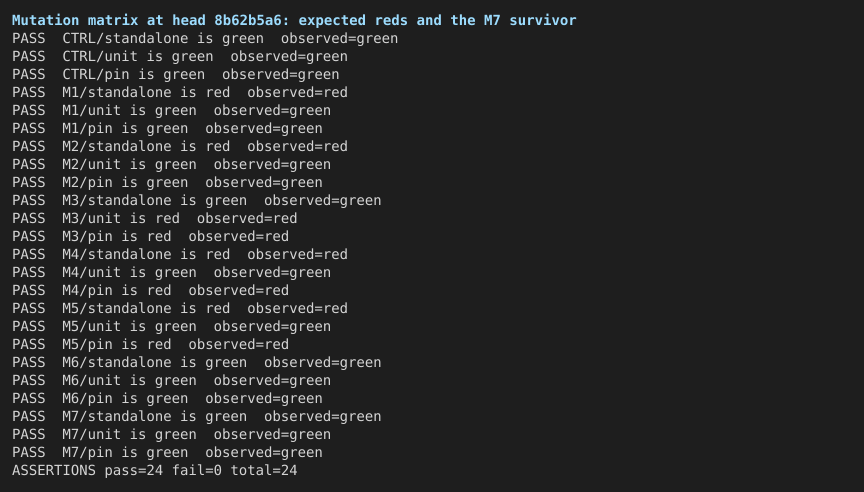 Mutation matrix at head 8b62b5a6: expected reds and the M7 survivor
PASS  CTRL/standalone is green  observed=green
PASS  CTRL/unit is green  observed=green
PASS  CTRL/pin is green  observed=green
PASS  M1/standalone is red  observed=red
PASS  M1/unit is green  observed=green
PASS  M1/pin is green  observed=green
PASS  M2/standalone is red  observed=red
PASS  M2/unit is green  observed=green
PASS  M2/pin is green  observed=green
PASS  M3/standalone is green  observed=green
PASS  M3/unit is red  observed=red
PASS  M3/pin is red  observed=red
PASS  M4/standalone is red  observed=red
PASS  M4/unit is green  observed=green
PASS  M4/pin is red  observed=red
PASS  M5/standalone is red  observed=red
PASS  M5/unit is green  observed=green
PASS  M5/pin is red  observed=red
PASS  M6/standalone is green  observed=green
PASS  M6/unit is green  observed=green
PASS  M6/pin is green  observed=green
PASS  M7/standalone is green  observed=green
PASS  M7/unit is green  observed=green
PASS  M7/pin is green  observed=green
ASSERTIONS pass=24 fail=0 total=24